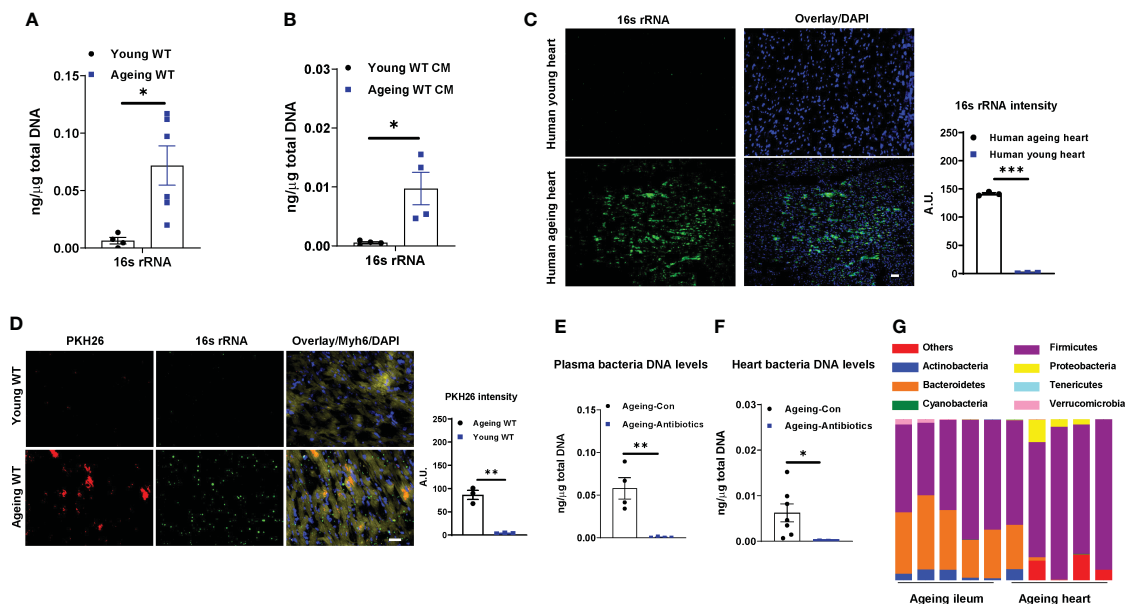 A
Young WT
Ageing WT
0.15
0.10
0.05
0.00
ng/μg total DNA
*
16s rRNA
B
Young WT CM
Ageing WT CM
0.03
0.02
0.01
0.00
ng/μg total DNA
*
16s rRNA
C
16s rRNA
Overlay/DAPI
Human young heart
Human ageing heart
16s rRNA intensity
Human ageing heart
Human young heart
250
200
150
100
50
0
A.U.
***
D
PKH26
16s rRNA
Overlay/Myh6/DAPI
Young WT
Ageing WT
PKH26 intensity
Ageing WT
Young WT
250
200
150
100
50
0
A.U.
**
E
Plasma bacteria DNA levels
Ageing-Con
Ageing-Antibiotics
0.15
0.10
0.05
0.00
ng/μg total DNA
**
F
Heart bacteria DNA levels
Ageing-Con
Ageing-Antibiotics
0.03
0.02
0.01
0.00
ng/μg total DNA
*
G
Others
Actinobacteria
Bacteroidetes
Cyanobacteria
Firmicutes
Proteobacteria
Tenericutes
Verrucomicrobia
Ageing ileum
Ageing heart